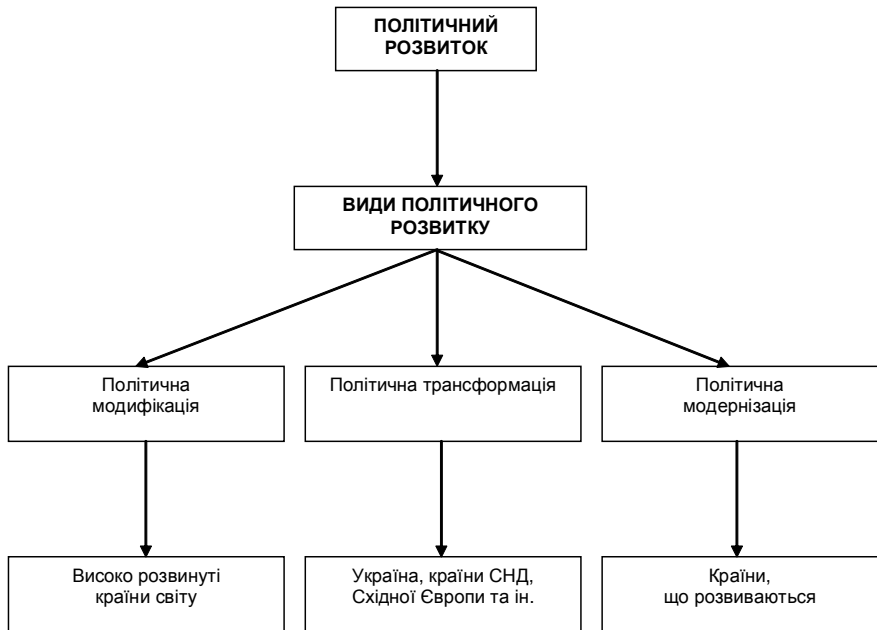 ПОЛІТИЧНИЙ
РОЗВИТОК
ВИДИ ПОЛІТИЧНОГО
РОЗВИТКУ
Політична
модифікація
Політична трансформація
Політична
модернізація
Високо розвинуті
країни світу
Україна, країни СНД,
Східної Європи та ін.
Країни,
що розвиваються